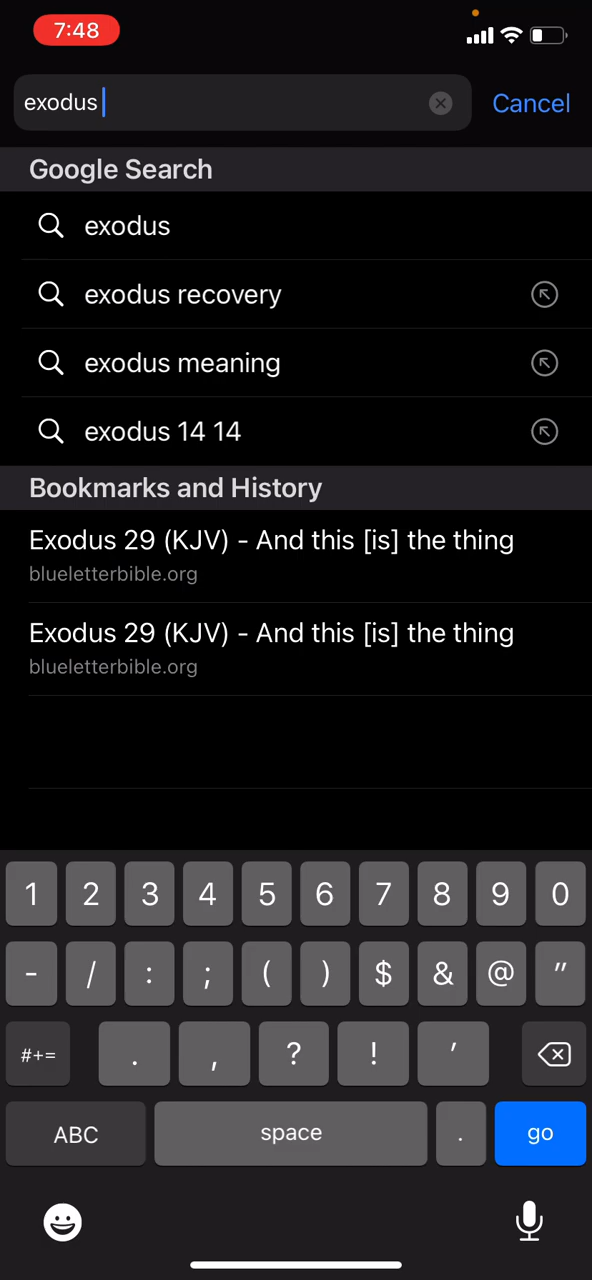 7:48
exodus
Cancel
Google Search
exodus
exodus recovery
exodus meaning
exodus 14 14
Bookmarks and History
Exodus 29 (KJV) - And this [is] the thing
blueletterbible.org
Exodus 29 (KJV) - And this [is] the thing
blueletterbible.org
1 2 3 4 5 6 7 8 9 0
- / : ; ( ) $ & @ "
#+= . , ? ! '
ABC space . go